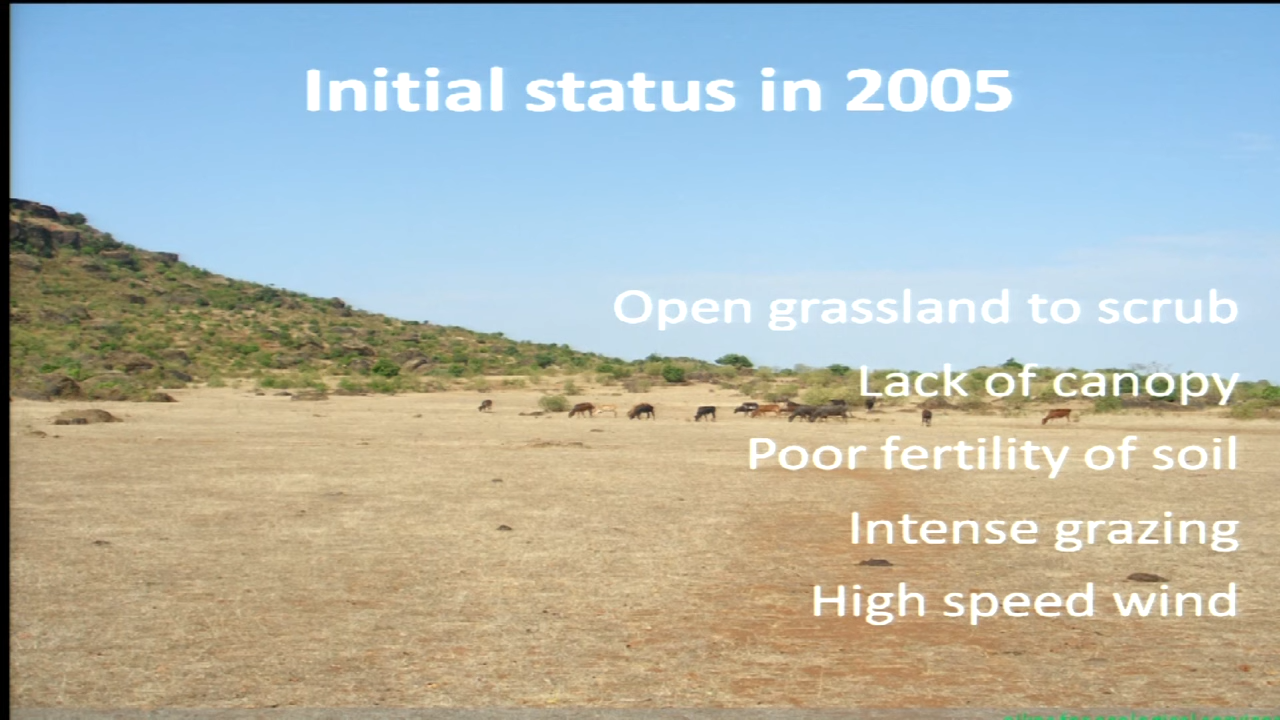 Initial status in 2005
Open grassland to scrub
Lack of canopy
Poor fertility of soil
Intense grazing
High speed wind